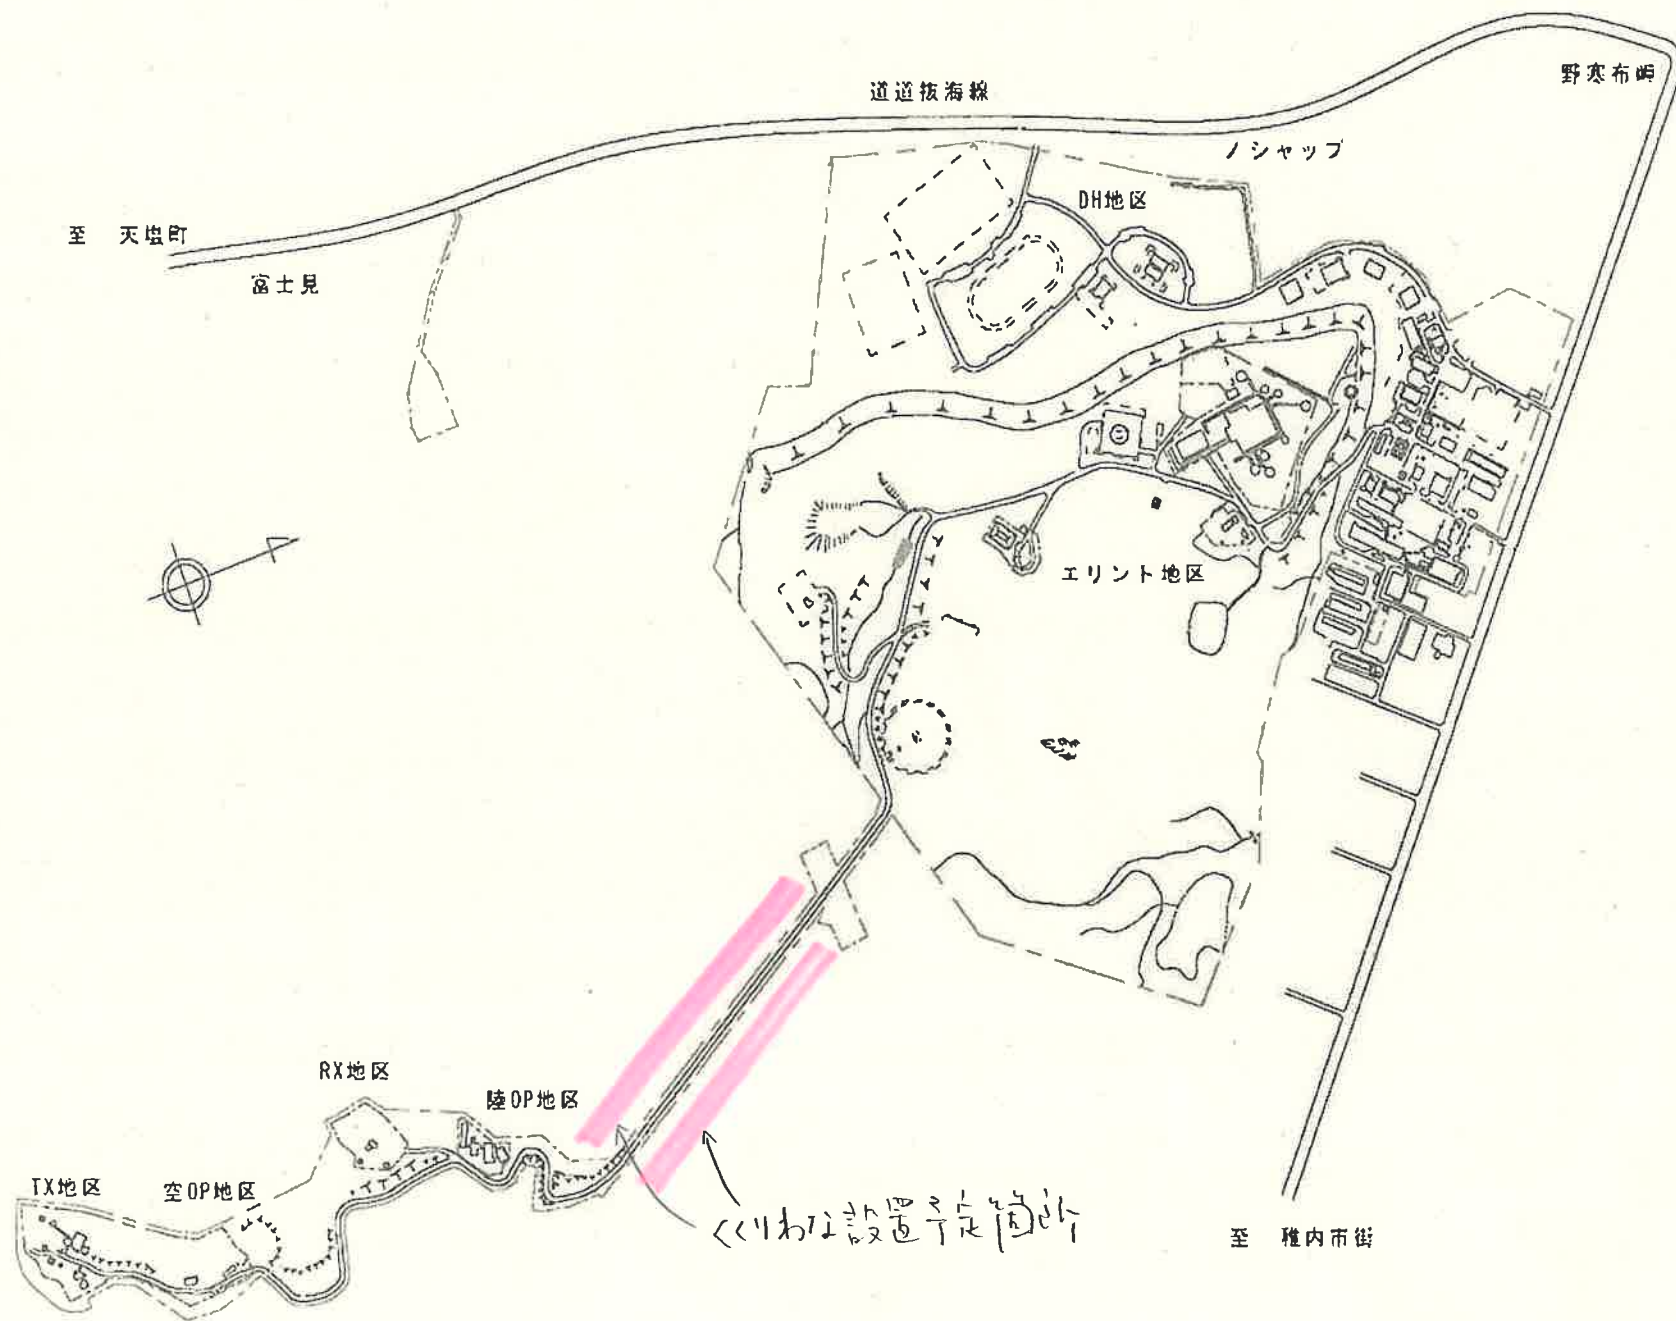 野寒布岬
道道抜海線
ノシャップ
DH地区
至 天塩町
富士見
エリント地区
RX地区
陸OP地区
TX地区
空OP地区
くくりわな設置予定箇所
至 稚内市街